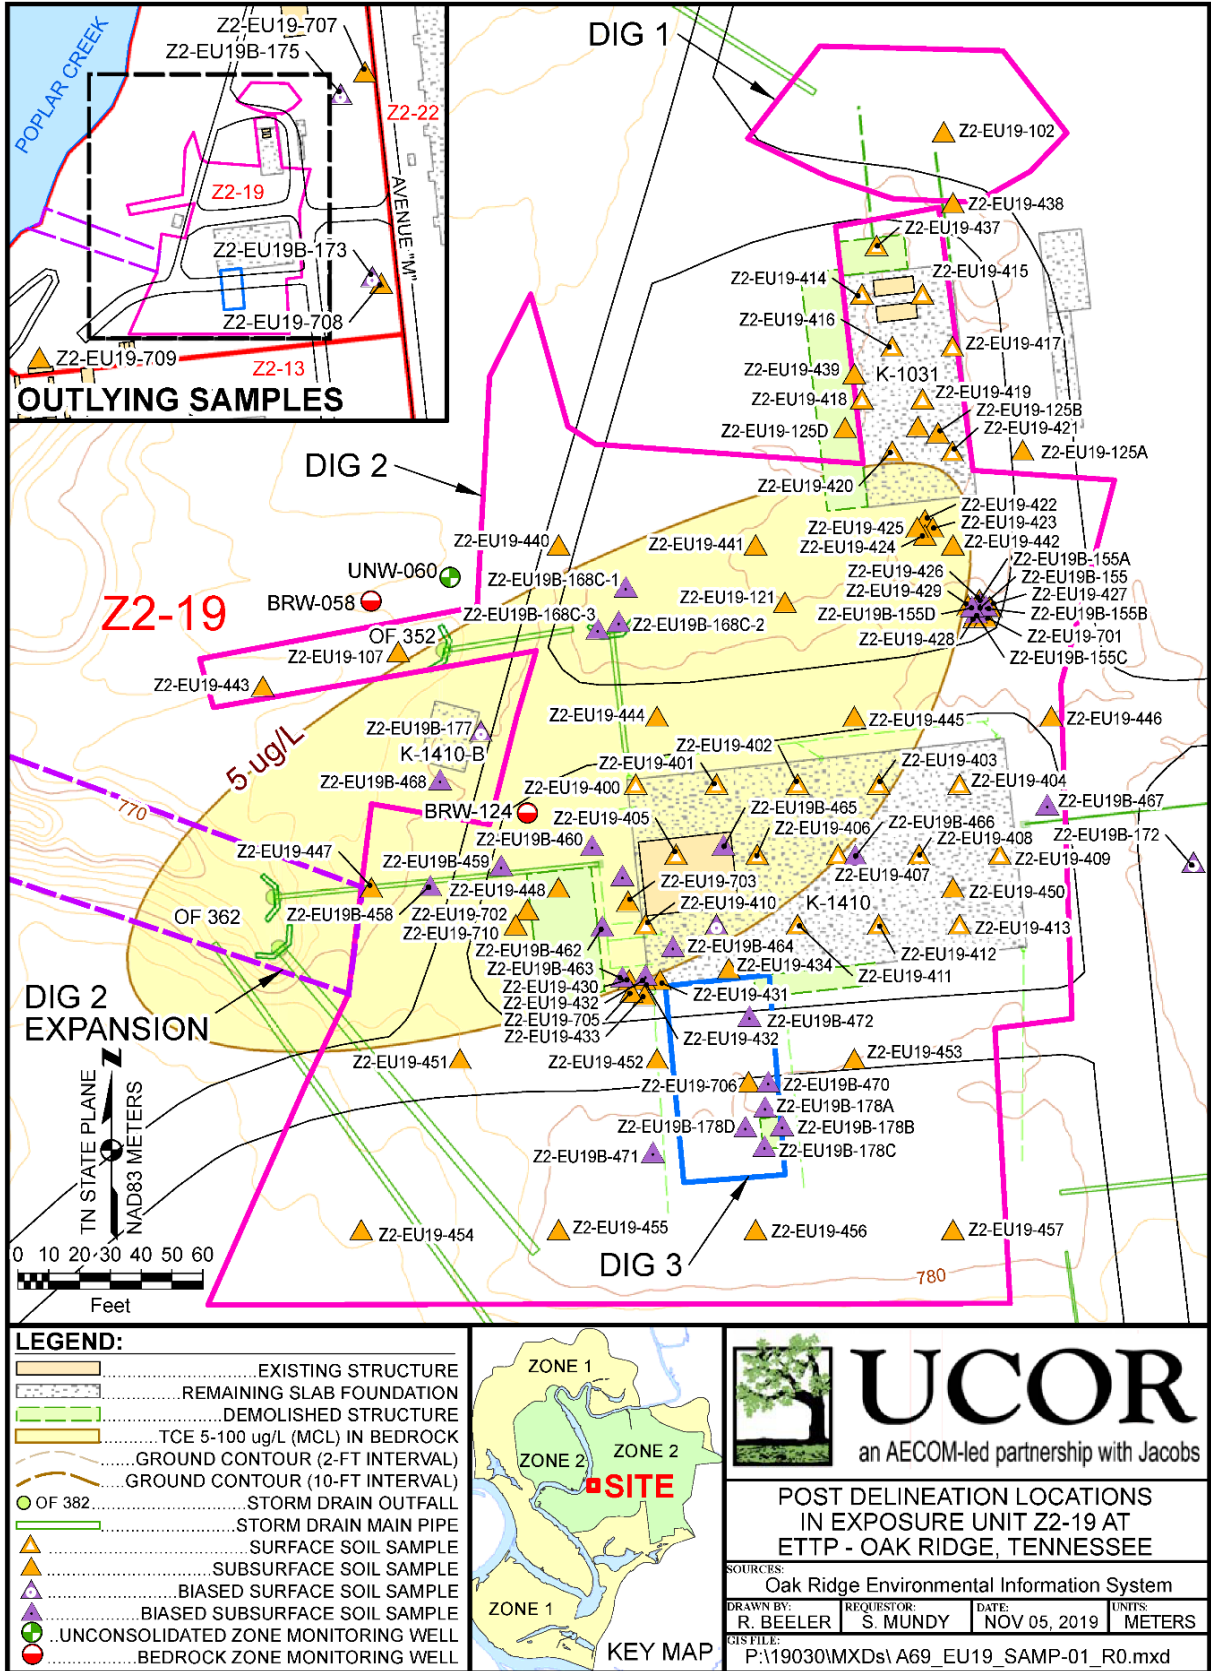 POPLAR CREEK
Z2-EU19-707
Z2-EU19B-175
Z2-22
Z2-19
AVENUE "M"
Z2-EU19B-173
Z2-EU19-708
Z2-EU19-709
Z2-13
OUTLYING SAMPLES
DIG 1
Z2-EU19-102
Z2-EU19-438
Z2-EU19-437
Z2-EU19-414
Z2-EU19-415
Z2-EU19-416
Z2-EU19-417
Z2-EU19-439
K-1031
Z2-EU19-418
Z2-EU19-419
Z2-EU19-125B
Z2-EU19-125D
Z2-EU19-421
Z2-EU19-125A
DIG 2
Z2-EU19-420
Z2-EU19-422
Z2-EU19-425
Z2-EU19-423
Z2-EU19-440
Z2-EU19-441
Z2-EU19-424
Z2-EU19-442
UNW-060
Z2-EU19B-168C-1
Z2-EU19-426
Z2-EU19B-155A
Z2-EU19B-155
BRW-058
Z2-EU19-121
Z2-EU19-429
Z2-EU19-427
Z2-19
Z2-EU19B-168C-3
Z2-EU19B-168C-2
Z2-EU19B-155D
Z2-EU19B-155B
OF 352
Z2-EU19-428
Z2-EU19-701
Z2-EU19-107
Z2-EU19B-155C
Z2-EU19-443
Z2-EU19-444
Z2-EU19-445
Z2-EU19-446
Z2-EU19B-177
K-1410-B
5 ug/L
Z2-EU19-402
Z2-EU19-401
Z2-EU19-403
Z2-EU19B-468
Z2-EU19-400
Z2-EU19-404
770
BRW-124
Z2-EU19-405
Z2-EU19B-465
Z2-EU19B-467
Z2-EU19-406
Z2-EU19B-466
Z2-EU19B-460
Z2-EU19-408
Z2-EU19B-172
Z2-EU19-447
Z2-EU19B-459
Z2-EU19-409
Z2-EU19-407
Z2-EU19-448
Z2-EU19-703
Z2-EU19-450
Z2-EU19B-458
Z2-EU19-410
K-1410
OF 362
Z2-EU19-702
Z2-EU19-710
Z2-EU19-413
Z2-EU19B-462
Z2-EU19B-464
Z2-EU19-412
Z2-EU19B-463
Z2-EU19-434
Z2-EU19-411
Z2-EU19-430
DIG 2
EXPANSION
Z2-EU19-432
Z2-EU19-431
Z2-EU19-705
Z2-EU19B-472
Z2-EU19-433
Z2-EU19-432
Z2-EU19-451
Z2-EU19-452
Z2-EU19-453
Z2-EU19-706
Z2-EU19B-470
Z2-EU19B-178A
Z2-EU19B-178D
Z2-EU19B-178B
Z2-EU19B-471
Z2-EU19B-178C
N
TN STATE PLANE
NAD83 METERS
Z2-EU19-454
Z2-EU19-455
Z2-EU19-456
Z2-EU19-457
0 10 20 30 40 50 60
Feet
DIG 3
780
LEGEND:
EXISTING STRUCTURE
REMAINING SLAB FOUNDATION
DEMOLISHED STRUCTURE
TCE 5-100 ug/L (MCL) IN BEDROCK
GROUND CONTOUR (2-FT INTERVAL)
GROUND CONTOUR (10-FT INTERVAL)
OF 382 STORM DRAIN OUTFALL
STORM DRAIN MAIN PIPE
SURFACE SOIL SAMPLE
SUBSURFACE SOIL SAMPLE
BIASED SURFACE SOIL SAMPLE
BIASED SUBSURFACE SOIL SAMPLE
UNCONSOLIDATED ZONE MONITORING WELL
BEDROCK ZONE MONITORING WELL
ZONE 1
ZONE 2
ZONE 2
SITE
ZONE 1
KEY MAP
UCOR
an AECOM-led partnership with Jacobs
POST DELINEATION LOCATIONS
IN EXPOSURE UNIT Z2-19 AT
ETTP - OAK RIDGE, TENNESSEE
SOURCES:
Oak Ridge Environmental Information System
DRAWN BY: R. BEELER
REQUESTOR: S. MUNDY
DATE: NOV 05, 2019
UNITS: METERS
GIS FILE:
P:\19030\MXDs\ A69_EU19_SAMP-01_R0.mxd